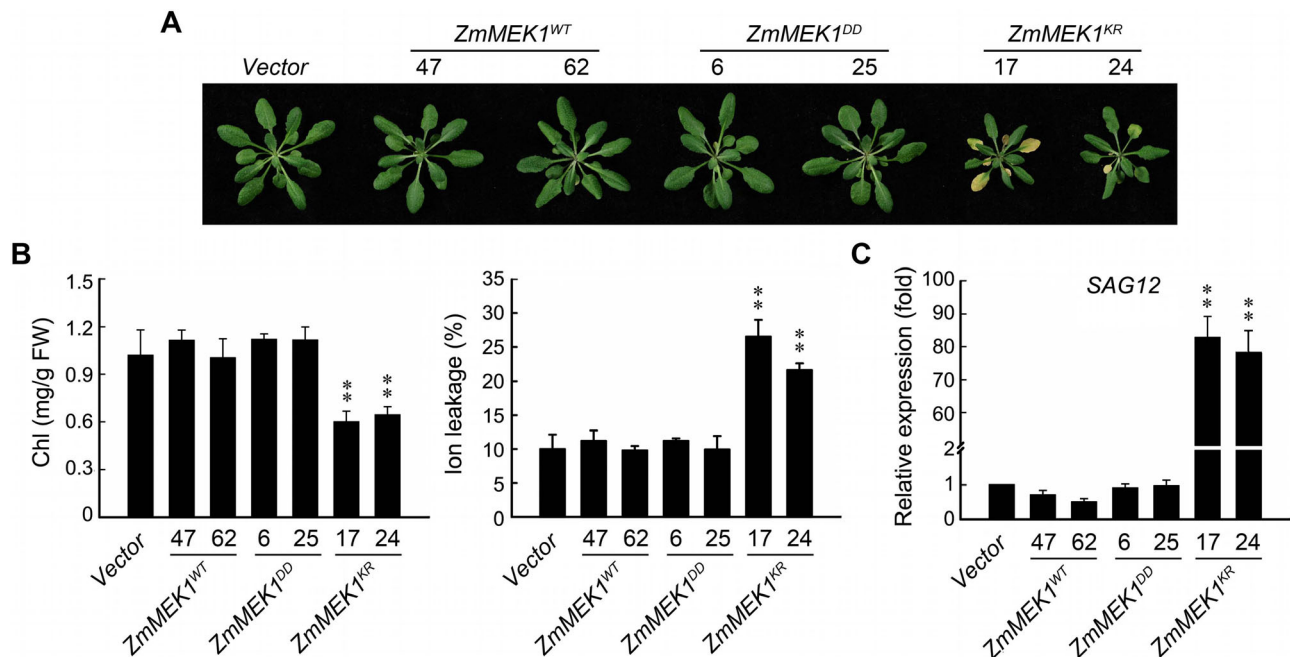 A
ZmMEK1WT
ZmMEK1DD
ZmMEK1KR
Vector
47
62
6
25
17
24
B
Chl (mg/g FW)
1.5
1.2
0.9
0.6
0.3
0
**
**
Vector
47
62
6
25
17
24
ZmMEK1WT
ZmMEK1DD
ZmMEK1KR
Ion leakage (%)
35
30
25
20
15
10
5
0
**
**
Vector
47
62
6
25
17
24
ZmMEK1WT
ZmMEK1DD
ZmMEK1KR
C
SAG12
Relative expression (fold)
100
90
80
70
60
2
1
0
**
**
Vector
47
62
6
25
17
24
ZmMEK1WT
ZmMEK1DD
ZmMEK1KR